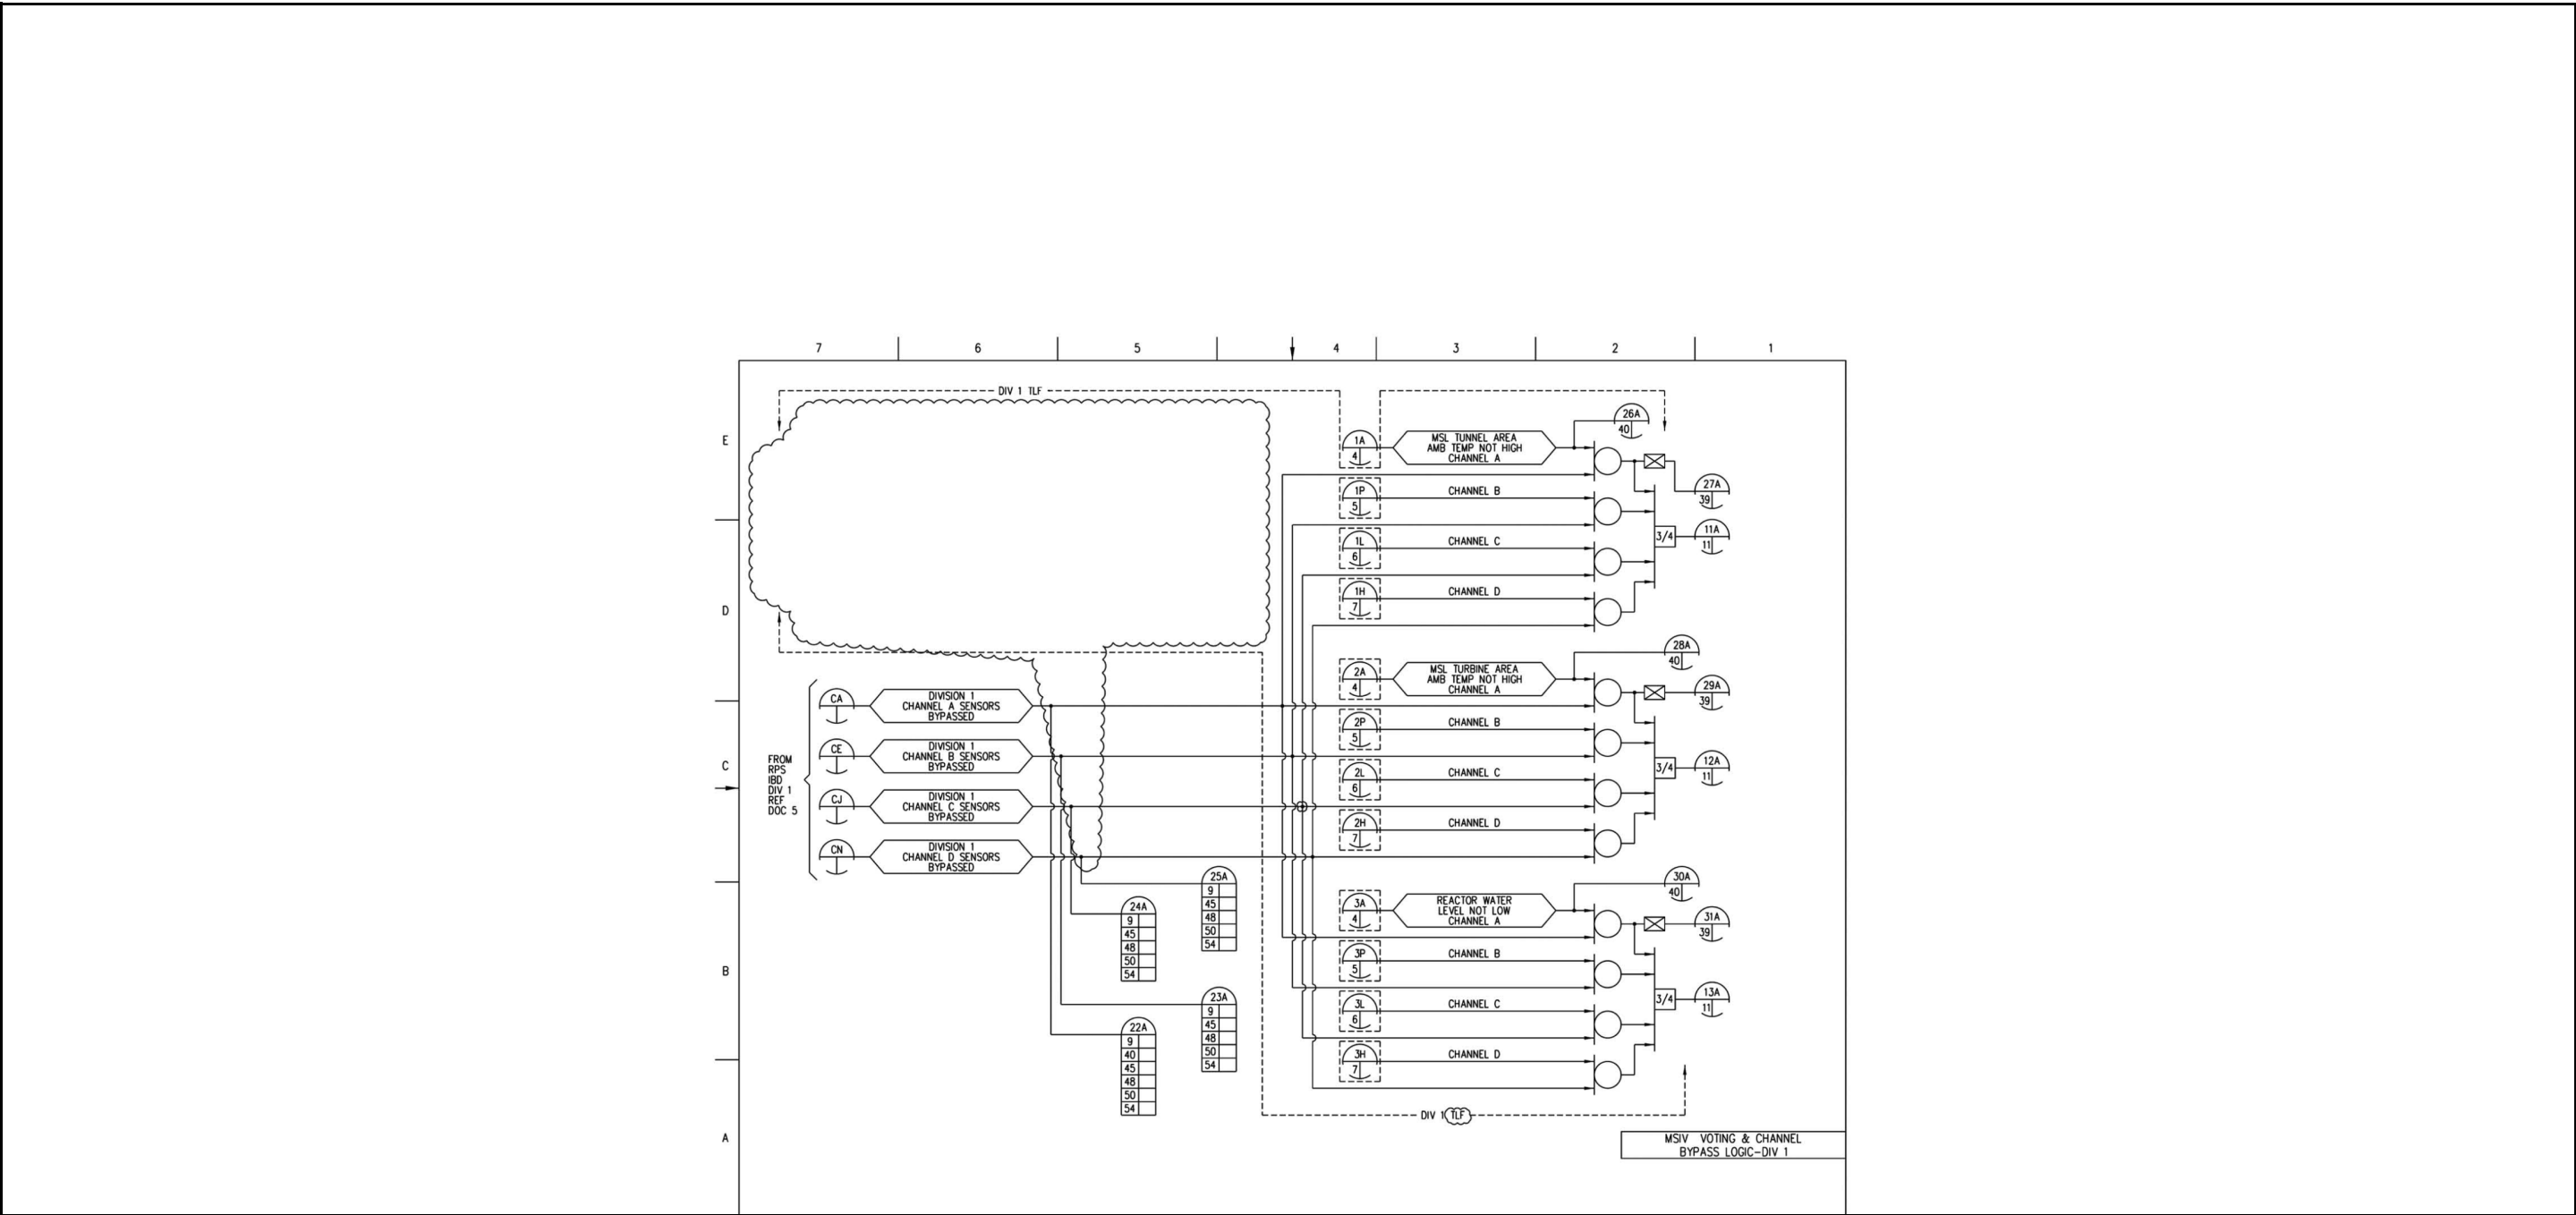 7 6 5 4 3 2 1
E
D
C
B
A
DIV 1 TLF
FROM
RPS
IBD
DIV 1
REF
DOC 5
CA
DIVISION 1
CHANNEL A SENSORS
BYPASSED
CE
DIVISION 1
CHANNEL B SENSORS
BYPASSED
CJ
DIVISION 1
CHANNEL C SENSORS
BYPASSED
CN
DIVISION 1
CHANNEL D SENSORS
BYPASSED
25A
9
45
48
50
54
24A
9
45
48
50
54
23A
9
45
48
50
54
22A
9
40
45
48
50
54
1A
4
MSL TUNNEL AREA
AMB TEMP NOT HIGH
CHANNEL A
26A
40
1P
5
CHANNEL B
27A
39
1L
6
CHANNEL C
3/4
11A
11
1H
7
CHANNEL D
2A
4
MSL TURBINE AREA
AMB TEMP NOT HIGH
CHANNEL A
28A
40
29A
39
2P
5
CHANNEL B
2L
6
CHANNEL C
3/4
12A
11
2H
7
CHANNEL D
3A
4
REACTOR WATER
LEVEL NOT LOW
CHANNEL A
30A
40
31A
39
3P
5
CHANNEL B
3L
6
CHANNEL C
3/4
13A
11
3H
7
CHANNEL D
DIV 1 TLF
MSIV VOTING & CHANNEL
BYPASS LOGIC-DIV 1